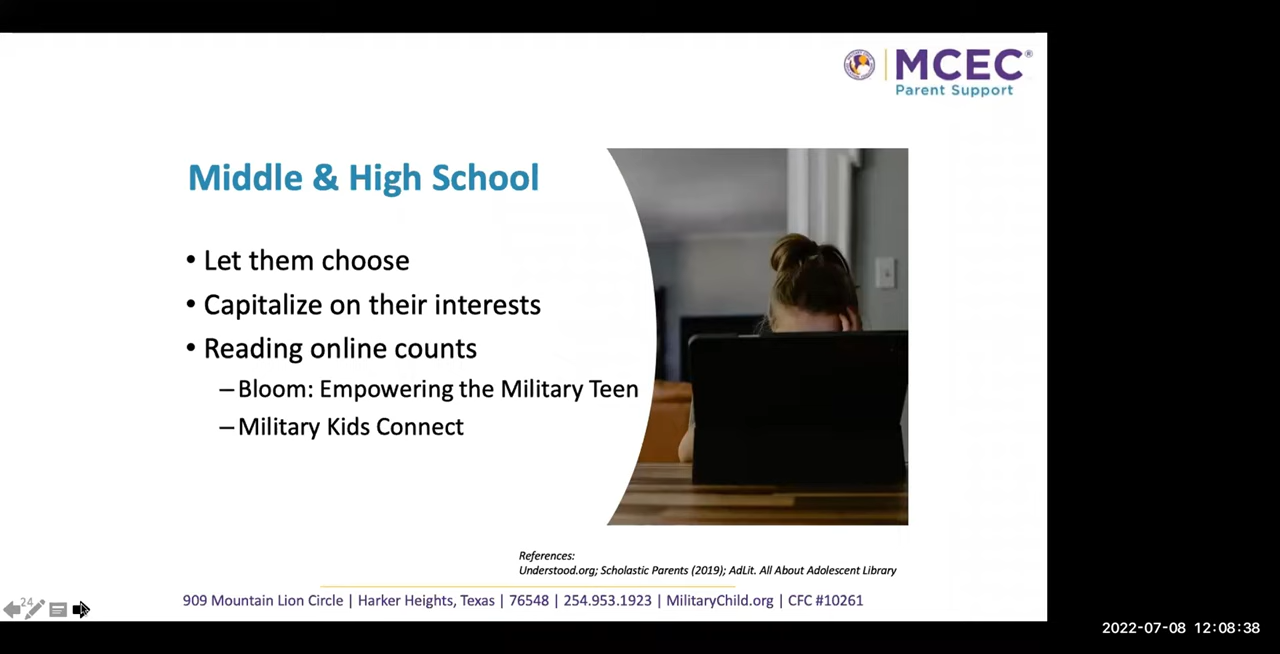 MCEC®
Parent Support
Middle & High School
• Let them choose
• Capitalize on their interests
• Reading online counts
–Bloom: Empowering the Military Teen
–Military Kids Connect
References:
Understood.org; Scholastic Parents (2019); AdLit. All About Adolescent Library
909 Mountain Lion Circle | Harker Heights, Texas | 76548 | 254.953.1923 | MilitaryChild.org | CFC #10261
24
2022-07-08 12:08:38